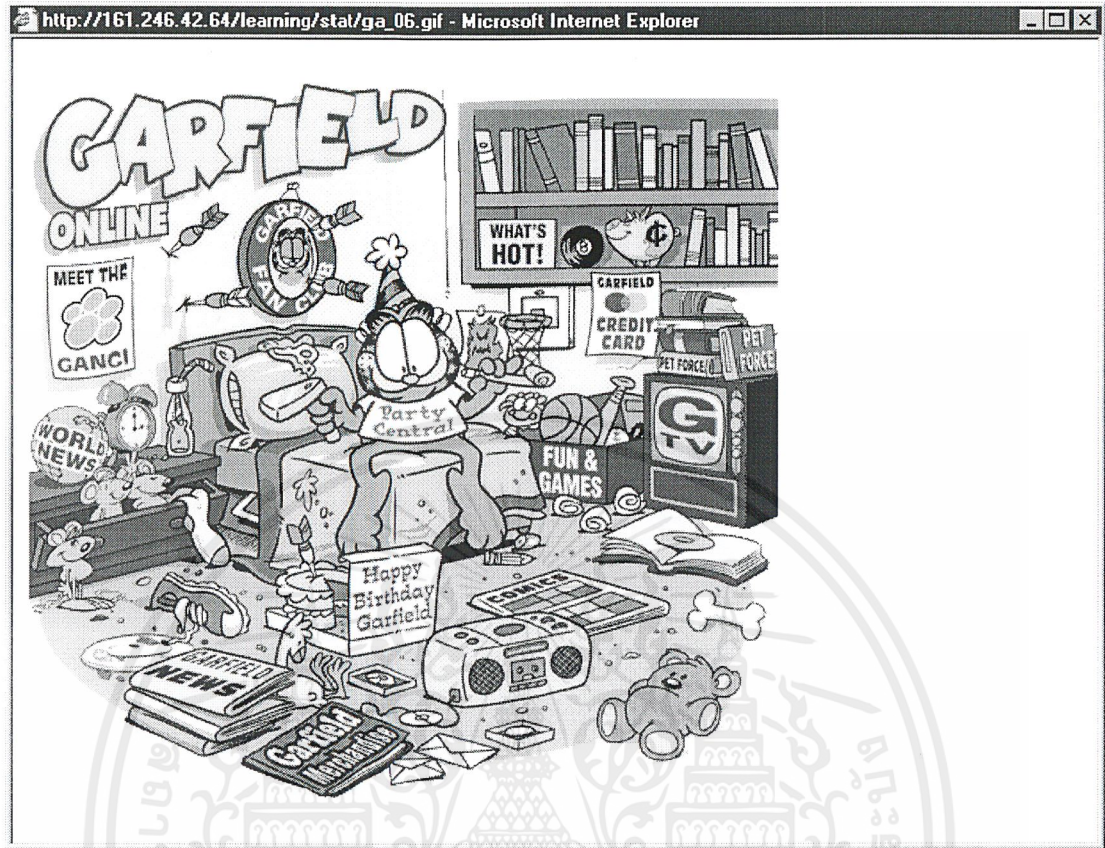 http://161.246.42.64/learning/stat/ga_06.gif - Microsoft Internet Explorer
GARFIELD
ONLINE
GARFIELD
FAN CLUB
WHAT'S
HOT!
8
¢
MEET THE
GANG!
GARFIELD
CREDIT
CARD
PET
FORCE
PET FORCE
G
TV
Party
Central
WORLD
NEWS
FUN &
GAMES
Happy
Birthday
Garfield
COMICS
GARFIELD
NEWS
Garfield
Merchandise